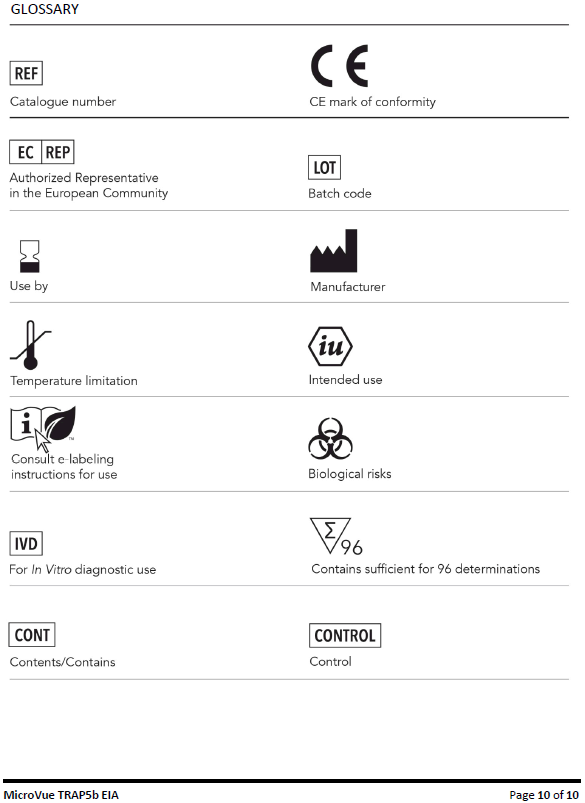 GLOSSARY
REF
CE
Catalogue number
CE mark of conformity
EC REP
LOT
Authorized Representative
in the European Community
Batch code
Use by
Manufacturer
iu
Temperature limitation
Intended use
i
TM
Consult e-labeling
instructions for use
Biological risks
IVD
Σ
96
For In Vitro diagnostic use
Contains sufficient for 96 determinations
CONT
CONTROL
Contents/Contains
Control
MicroVue TRAP5b EIA
Page 10 of 10